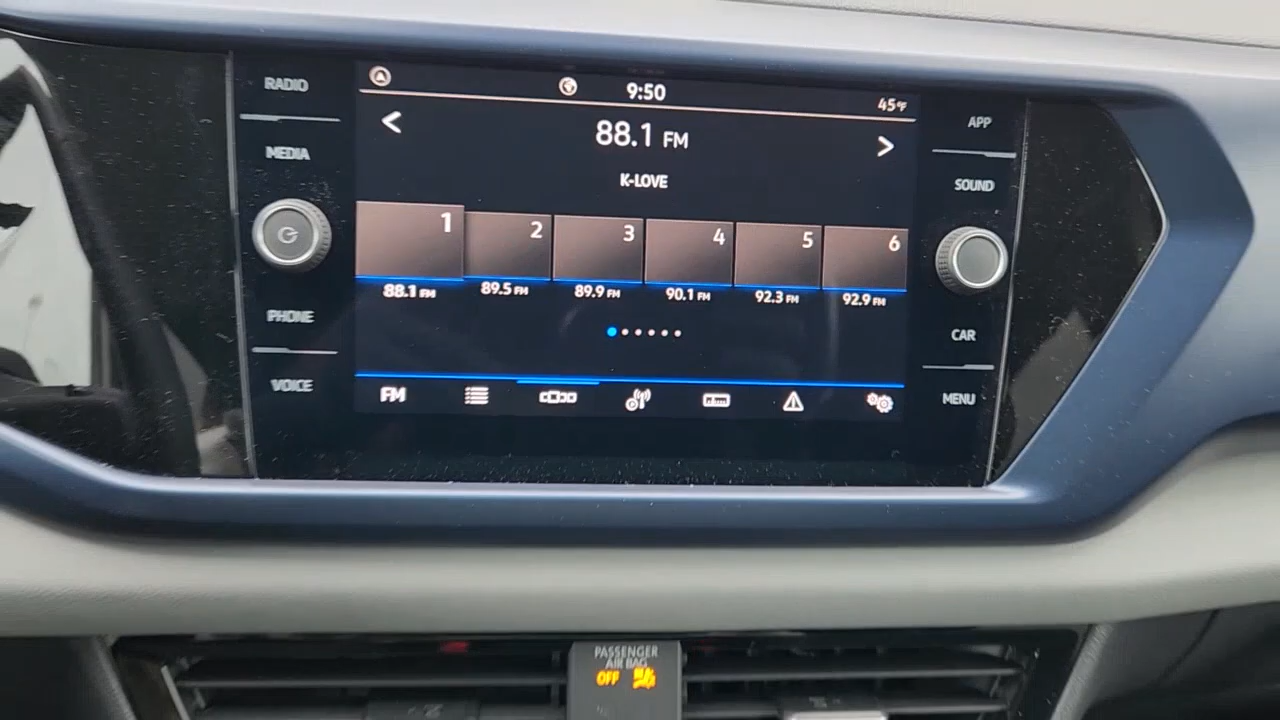 RADIO
MEDIA
PHONE
VOICE
9:50
45°F
88.1 FM
K-LOVE
1 2 3 4 5 6
88.1 FM 89.5 FM 89.9 FM 90.1 FM 92.3 FM 92.9 FM
FM
APP
SOUND
CAR
MENU
PASSENGER
AIR BAG
OFF